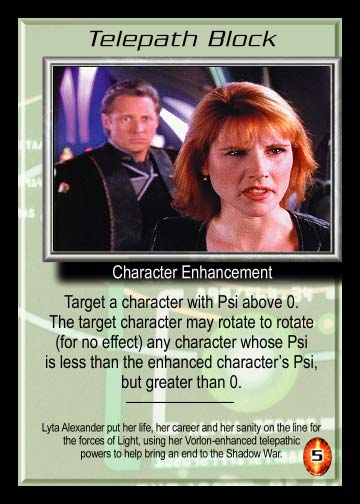 Telepath Block
Character Enhancement
Target a character with Psi above 0.
The target character may rotate to rotate
(for no effect) any character whose Psi
is less than the enhanced character's Psi,
but greater than 0.
Lyta Alexander put her life, her career and her sanity on the line for
the forces of Light, using her Vorlon-enhanced telepathic
powers to help bring an end to the Shadow War.
5